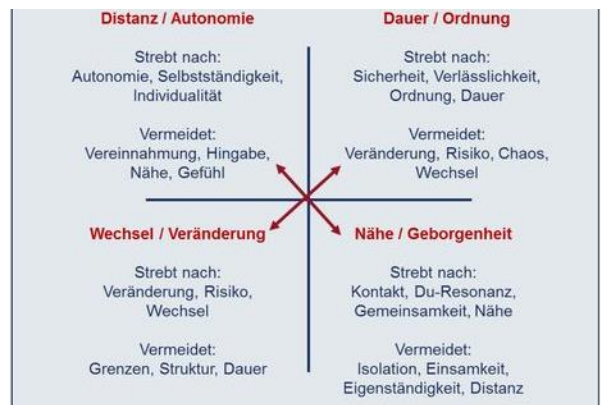 Distanz / Autonomie
Strebt nach:
Autonomie, Selbstständigkeit,
Individualität
Vermeidet:
Vereinnahmung, Hingabe,
Nähe, Gefühl
Dauer / Ordnung
Strebt nach:
Sicherheit, Verlässlichkeit,
Ordnung, Dauer
Vermeidet:
Veränderung, Risiko, Chaos,
Wechsel
Wechsel / Veränderung
Strebt nach:
Veränderung, Risiko,
Wechsel
Vermeidet:
Grenzen, Struktur, Dauer
Nähe / Geborgenheit
Strebt nach:
Kontakt, Du-Resonanz,
Gemeinsamkeit, Nähe
Vermeidet:
Isolation, Einsamkeit,
Eigenständigkeit, Distanz